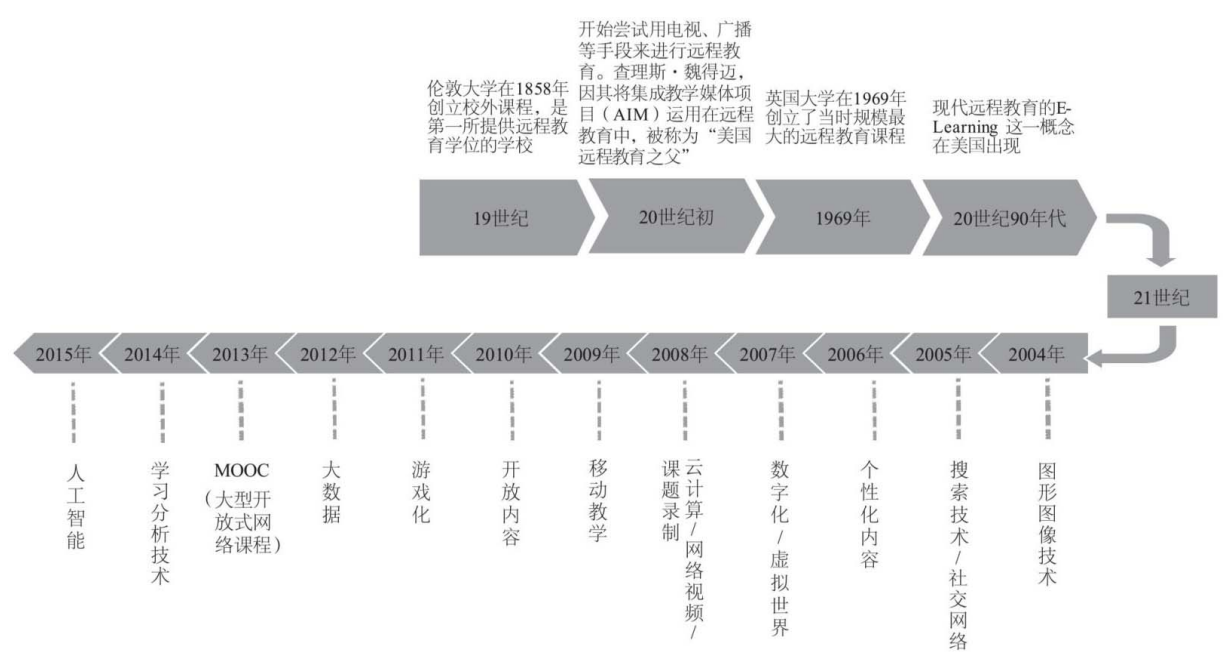 伦敦大学在1858年
创立校外课程，是
第一所提供远程教
育学位的学校
开始尝试用电视、广播
等手段来进行远程教
育。查理斯·魏得迈，
因其将集成教学媒体项
目（AIM）运用在远程
教育中，被称为“美国
远程教育之父”
英国大学在1969年
创立了当时规模最
大的远程教育课程
现代远程教育的E-
Learning 这一概念
在美国出现
19世纪
20世纪初
1969年
20世纪90年代
21世纪
2015年
2014年
2013年
2012年
2011年
2010年
2009年
2008年
2007年
2006年
2005年
2004年
人工智能
学习分析技术
MOOC
（大型开
放式网
络课程）
大数据
游戏化
开放内容
移动教学
云计算/网络视频/
课题录制
数字化/虚拟世界
个性化内容
搜索技术/社交网络
图形图像技术